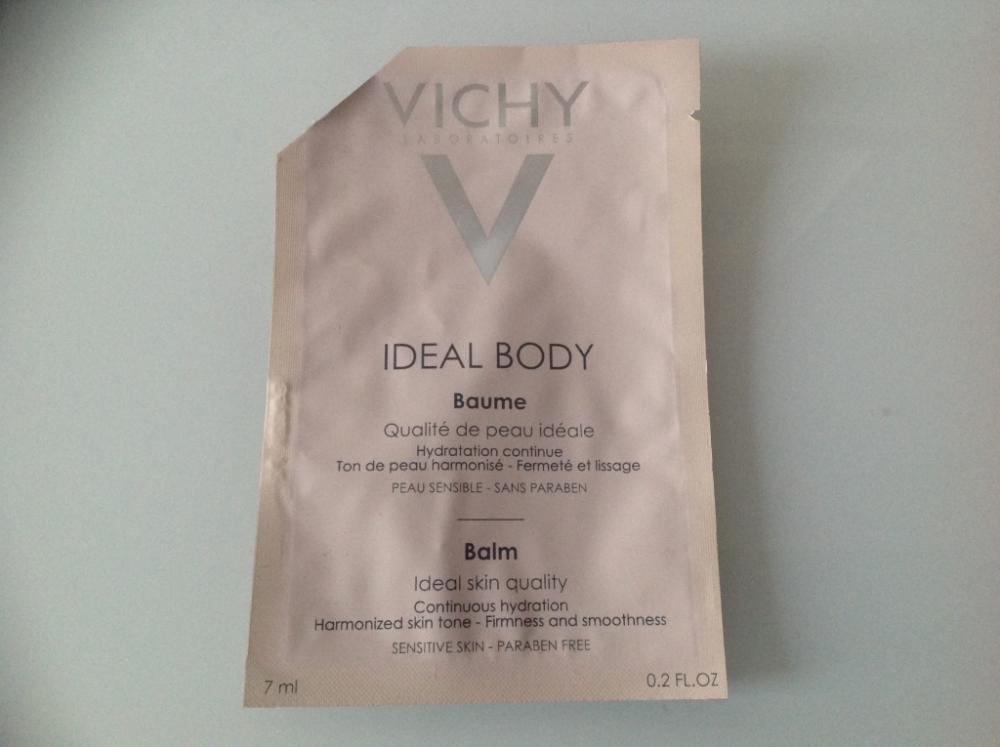 VICHY
LABORATOIRES
V
IDEAL BODY
Baume
Qualité de peau idéale
Hydratation continue
Ton de peau harmonisé - Fermeté et lissage
PEAU SENSIBLE - SANS PARABEN
Balm
Ideal skin quality
Continuous hydration
Harmonized skin tone - Firmness and smoothness
SENSITIVE SKIN - PARABEN FREE
7 ml 0.2 FL.OZ